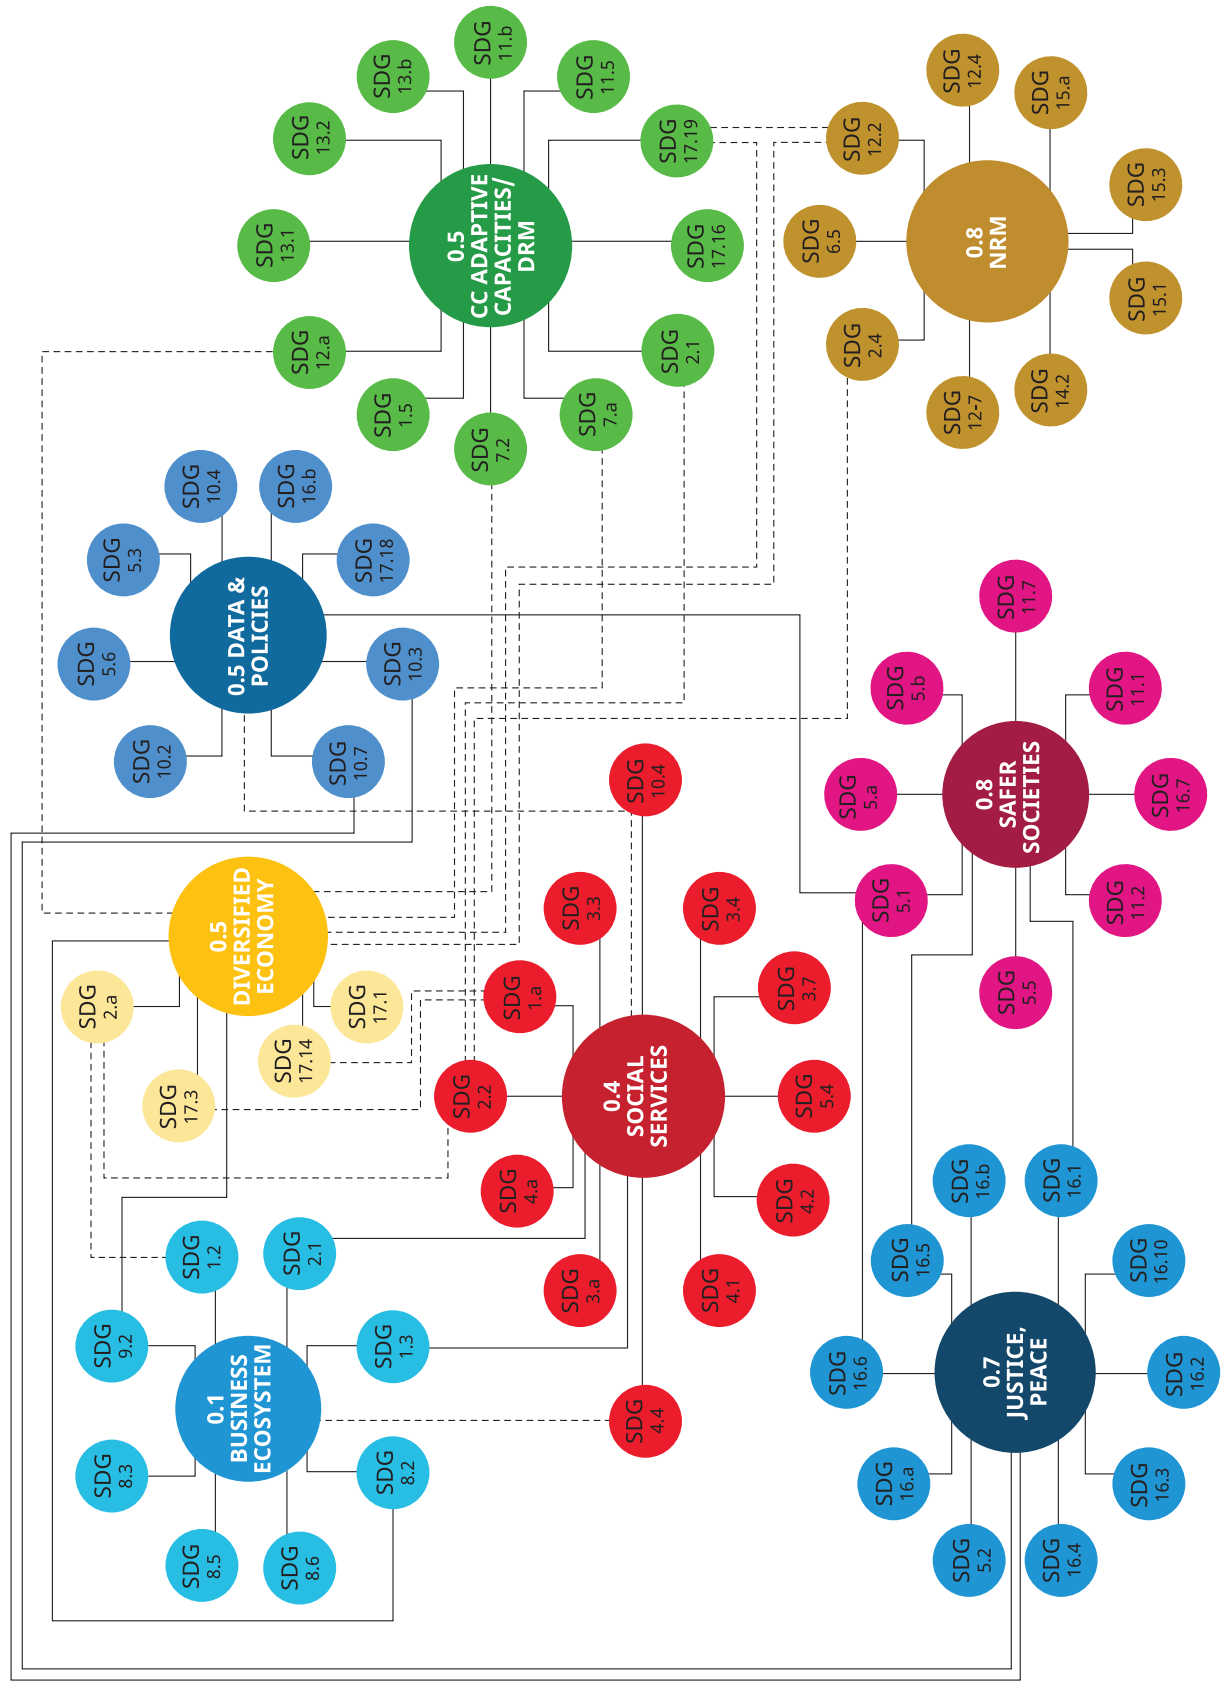 0.1
BUSINESS
ECOSYSTEM
SDG
8.5
SDG
8.3
SDG
9.2
SDG
1.2
SDG
8.6
SDG
8.2
SDG
1.3
SDG
2.1
0.5
DIVERSIFIED
ECONOMY
SDG
2.a
SDG
17.3
SDG
17.14
SDG
17.1
0.5 DATA &
POLICIES
SDG
10.2
SDG
5.6
SDG
5.3
SDG
10.4
SDG
16.b
SDG
17.18
SDG
10.3
SDG
10.7
0.5
CC ADAPTIVE
CAPACITIES/
DRM
SDG
12.a
SDG
13.1
SDG
13.2
SDG
13.b
SDG
11.b
SDG
11.5
SDG
17.19
SDG
17.16
SDG
2.1
SDG
7.a
SDG
7.2
SDG
1.5
0.4
SOCIAL
SERVICES
SDG
4.a
SDG
2.2
SDG
1.a
SDG
3.3
SDG
10.4
SDG
3.4
SDG
3.7
SDG
5.4
SDG
4.2
SDG
4.1
SDG
4.4
SDG
3.a
0.7
JUSTICE,
PEACE
SDG
16.a
SDG
16.6
SDG
16.5
SDG
16.b
SDG
16.1
SDG
16.10
SDG
16.2
SDG
16.3
SDG
16.4
SDG
5.2
0.8
SAFER
SOCIETIES
SDG
5.1
SDG
5.a
SDG
5.b
SDG
11.7
SDG
11.1
SDG
16.7
SDG
11.2
SDG
5.5
0.8
NRM
SDG
2.4
SDG
6.5
SDG
12.2
SDG
12.4
SDG
15.a
SDG
15.3
SDG
15.1
SDG
14.2
SDG
12-7